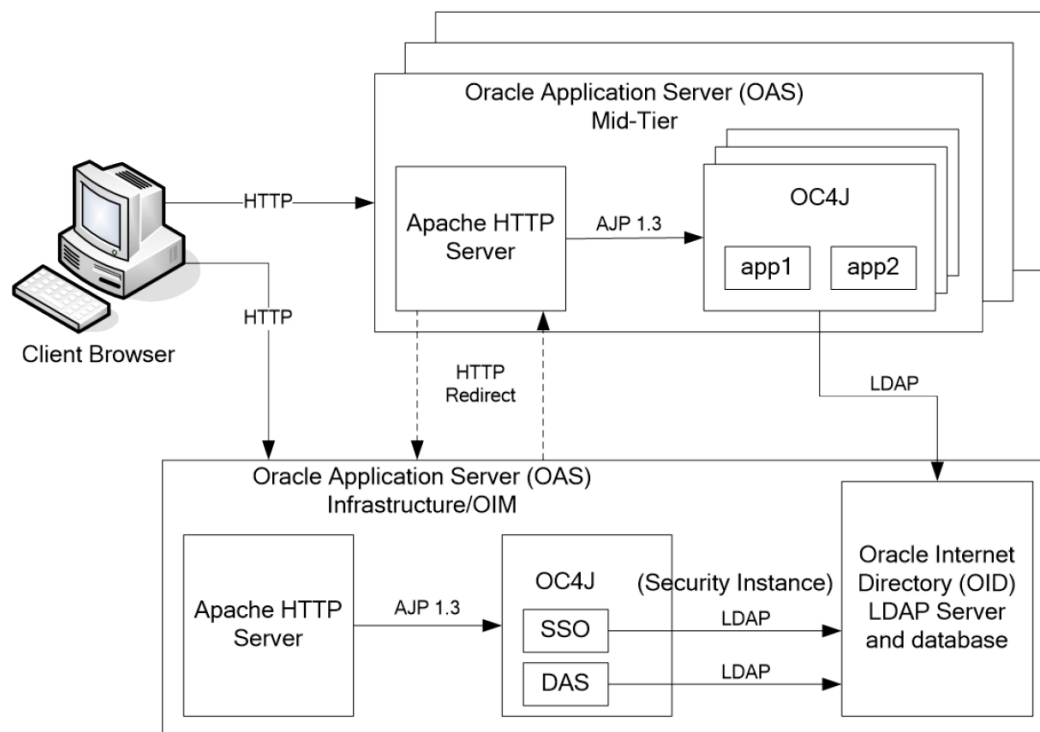 Oracle Application Server (OAS)
Mid-Tier
HTTP
Apache HTTP
Server
AJP 1.3
OC4J
app1
app2
HTTP
Client Browser
HTTP
Redirect
LDAP
Oracle Application Server (OAS)
Infrastructure/OIM
Apache HTTP
Server
AJP 1.3
OC4J
(Security Instance)
SSO
LDAP
DAS
LDAP
Oracle Internet
Directory (OID)
LDAP Server
and database